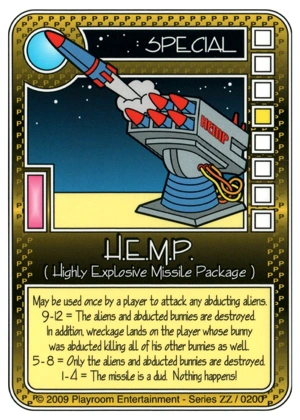 SPECIAL
HEMP
H.E.M.P.
( Highly Explosive Missile Package )
May be used once by a player to attack any abducting aliens.
9-12 = The aliens and abducted bunnies are destroyed.
In addition, wreckage lands on the player whose bunny
was abducted killing all of his other bunnies as well.
5-8 = Only the aliens and abducted bunnies are destroyed.
1-4 = The missile is a dud. Nothing happens!
© 2009 Playroom Entertainment - Series ZZ / 0200